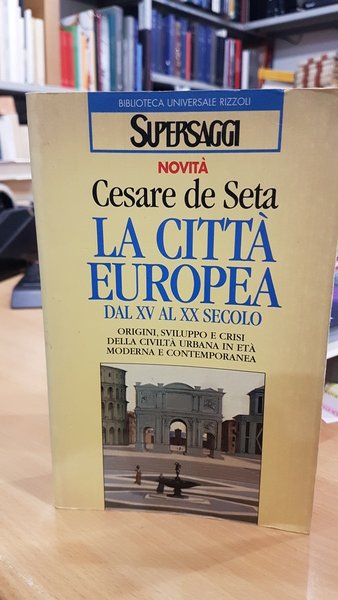 BIBLIOTECA UNIVERSALE RIZZOLI
SUPERSAGGI
NOVITÀ
Cesare de Seta
LA CITTÀ
EUROPEA
DAL XV AL XX SECOLO
ORIGINI, SVILUPPO E CRISI
DELLA CIVILTÀ URBANA IN ETÀ
MODERNA E CONTEMPORANEA